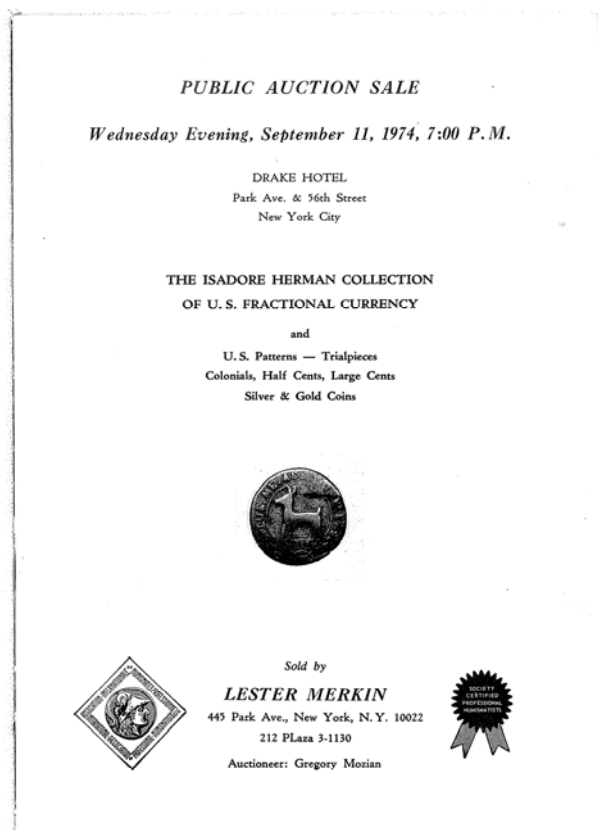 PUBLIC AUCTION SALE
Wednesday Evening, September 11, 1974, 7:00 P.M.
DRAKE HOTEL
Park Ave. & 56th Street
New York City
THE ISADORE HERMAN COLLECTION
OF U. S. FRACTIONAL CURRENCY
and
U. S. Patterns — Trialpieces
Colonials, Half Cents, Large Cents
Silver & Gold Coins
Sold by
LESTER MERKIN
445 Park Ave., New York, N. Y. 10022
212 PLaza 3-1130
Auctioneer: Gregory Mozian
SOCIETY
CERTIFIED
PROFESSIONAL
NUMISMATISTS